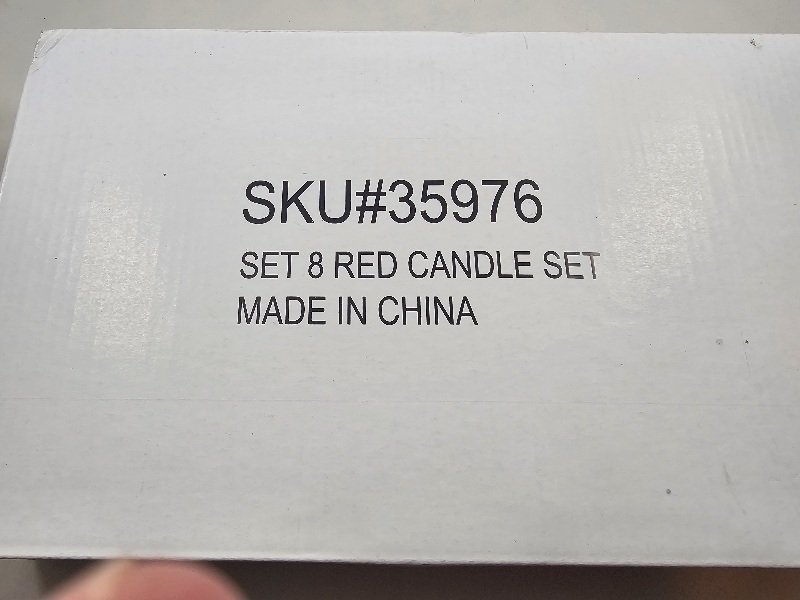 SKU#35976
SET 8 RED CANDLE SET
MADE IN CHINA